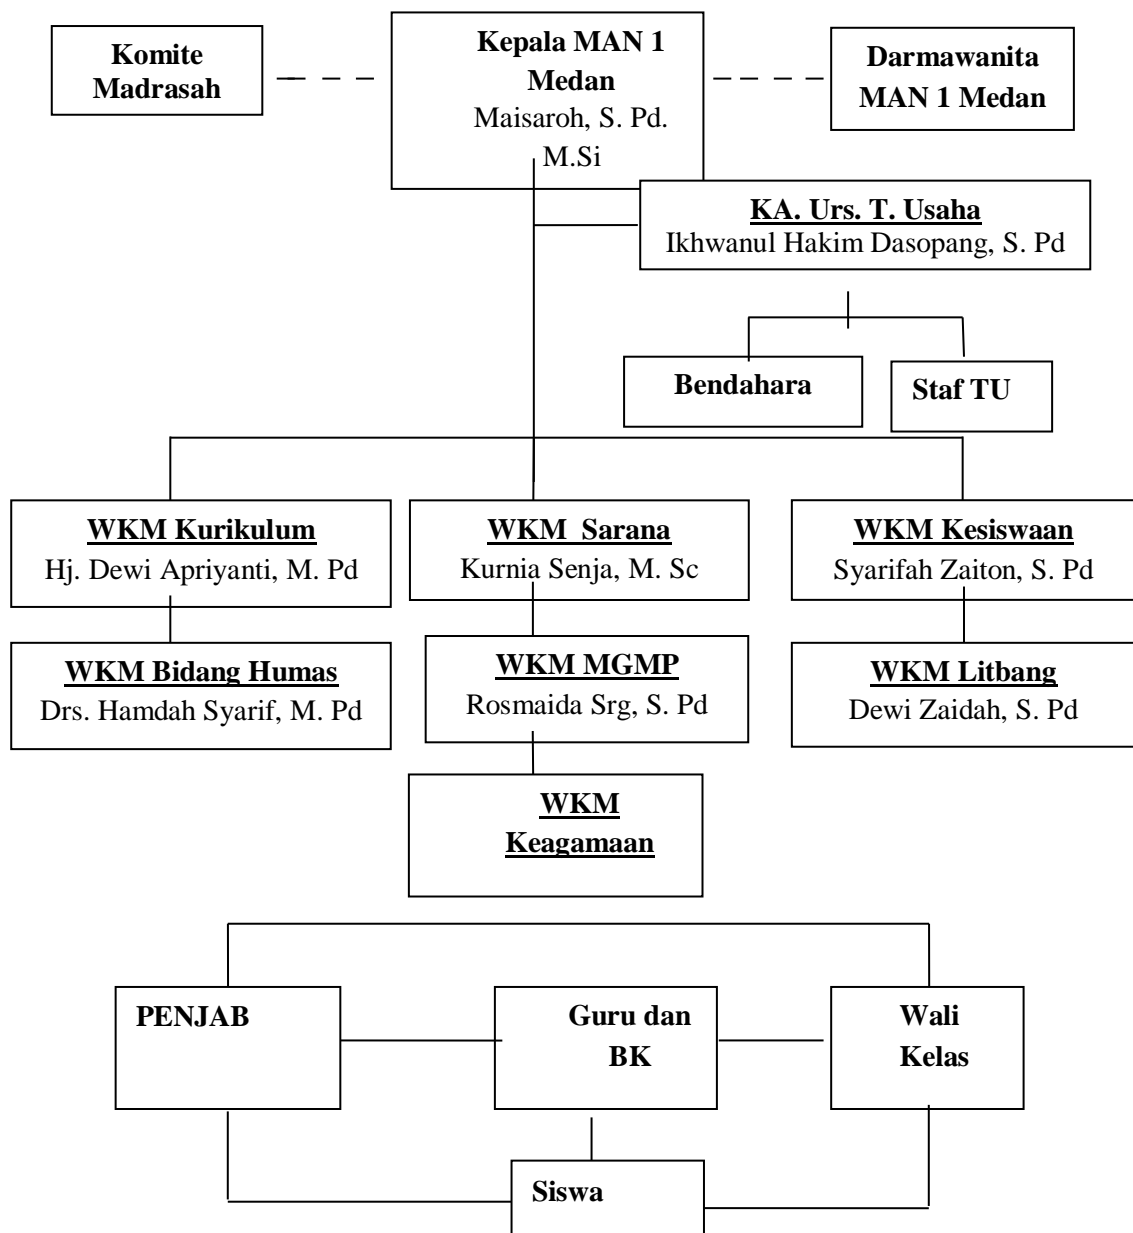 Komite
Madrasah
Kepala MAN 1
Medan
Maisaroh, S. Pd.
M.Si
Darmawanita
MAN 1 Medan
KA. Urs. T. Usaha
Ikhwanul Hakim Dasopang, S. Pd
Bendahara
Staf TU
WKM Kurikulum
Hj. Dewi Apriyanti, M. Pd
WKM Sarana
Kurnia Senja, M. Sc
WKM Kesiswaan
Syarifah Zaiton, S. Pd
WKM Bidang Humas
Drs. Hamdah Syarif, M. Pd
WKM MGMP
Rosmaida Srg, S. Pd
WKM Litbang
Dewi Zaidah, S. Pd
WKM
Keagamaan
PENJAB
Guru dan
BK
Wali
Kelas
Siswa